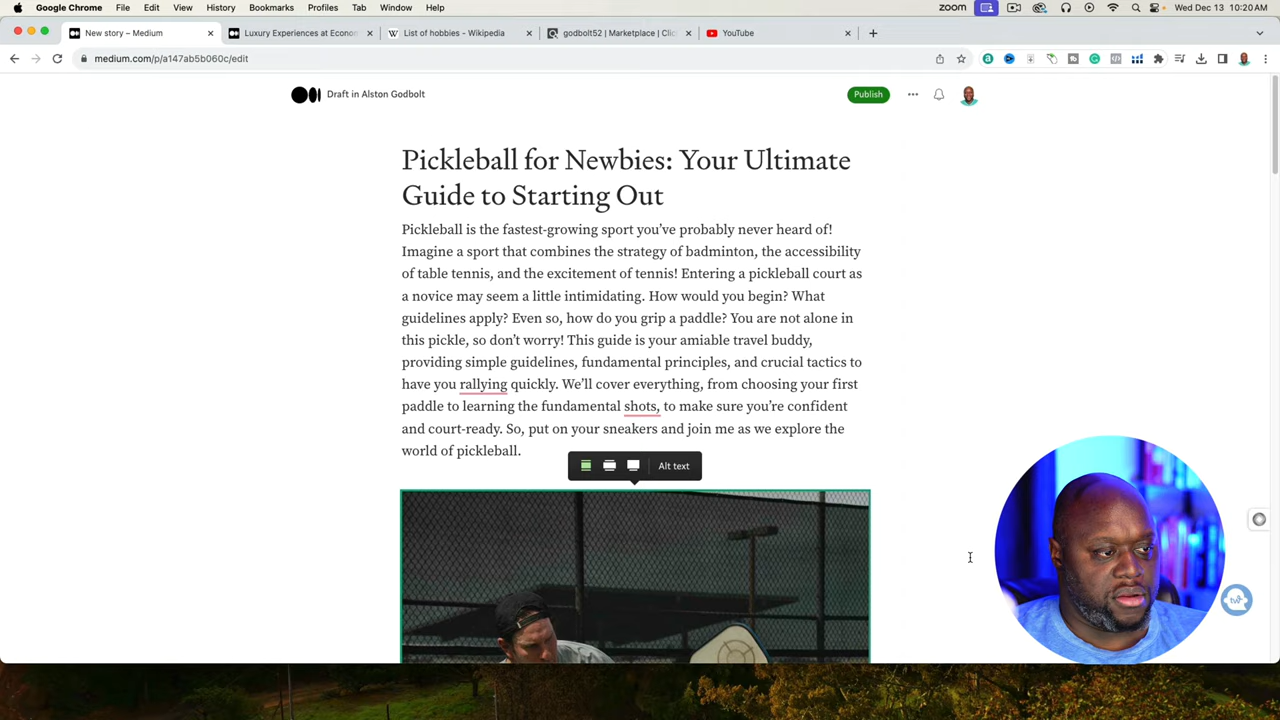 Google Chrome File Edit View History Bookmarks Profiles Tab Window Help zoom Wed Dec 13 10:20 AM
New story – Medium Luxury Experiences at Econom List of hobbies - Wikipedia godbolt52 | Marketplace | Clic YouTube
medium.com/p/a147ab5b060c/edit
Draft in Alston Godbolt Publish
Pickleball for Newbies: Your Ultimate
Guide to Starting Out
Pickleball is the fastest-growing sport you’ve probably never heard of!
Imagine a sport that combines the strategy of badminton, the accessibility
of table tennis, and the excitement of tennis! Entering a pickleball court as
a novice may seem a little intimidating. How would you begin? What
guidelines apply? Even so, how do you grip a paddle? You are not alone in
this pickle, so don’t worry! This guide is your amiable travel buddy,
providing simple guidelines, fundamental principles, and crucial tactics to
have you rallying quickly. We’ll cover everything, from choosing your first
paddle to learning the fundamental shots, to make sure you’re confident
and court-ready. So, put on your sneakers and join me as we explore the
world of pickleball.
Alt text